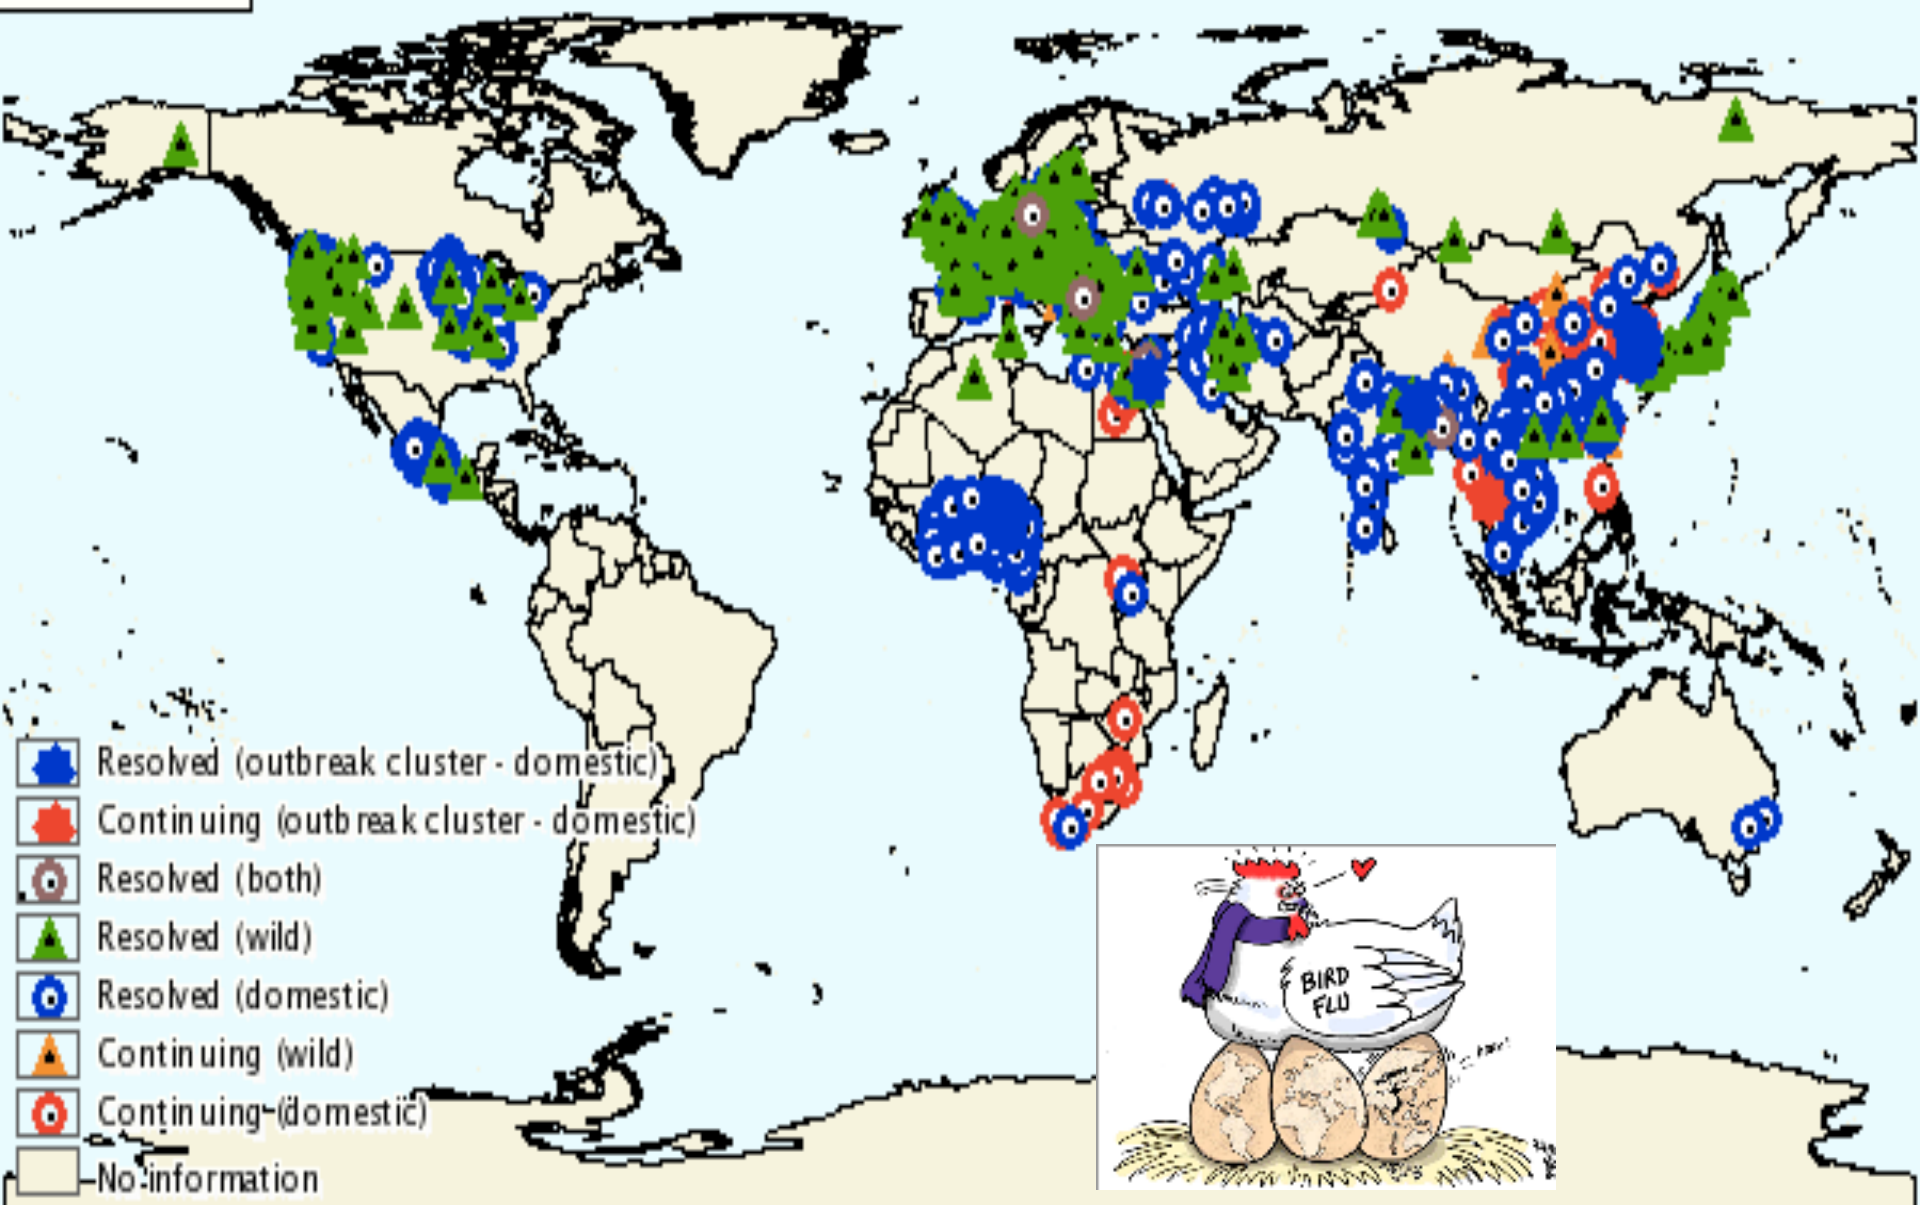 Resolved (outbreak cluster - domestic)
Continuing (outbreak cluster - domestic)
Resolved (both)
Resolved (wild)
Resolved (domestic)
Continuing (wild)
Continuing (domestic)
No information
BIRD
FLU